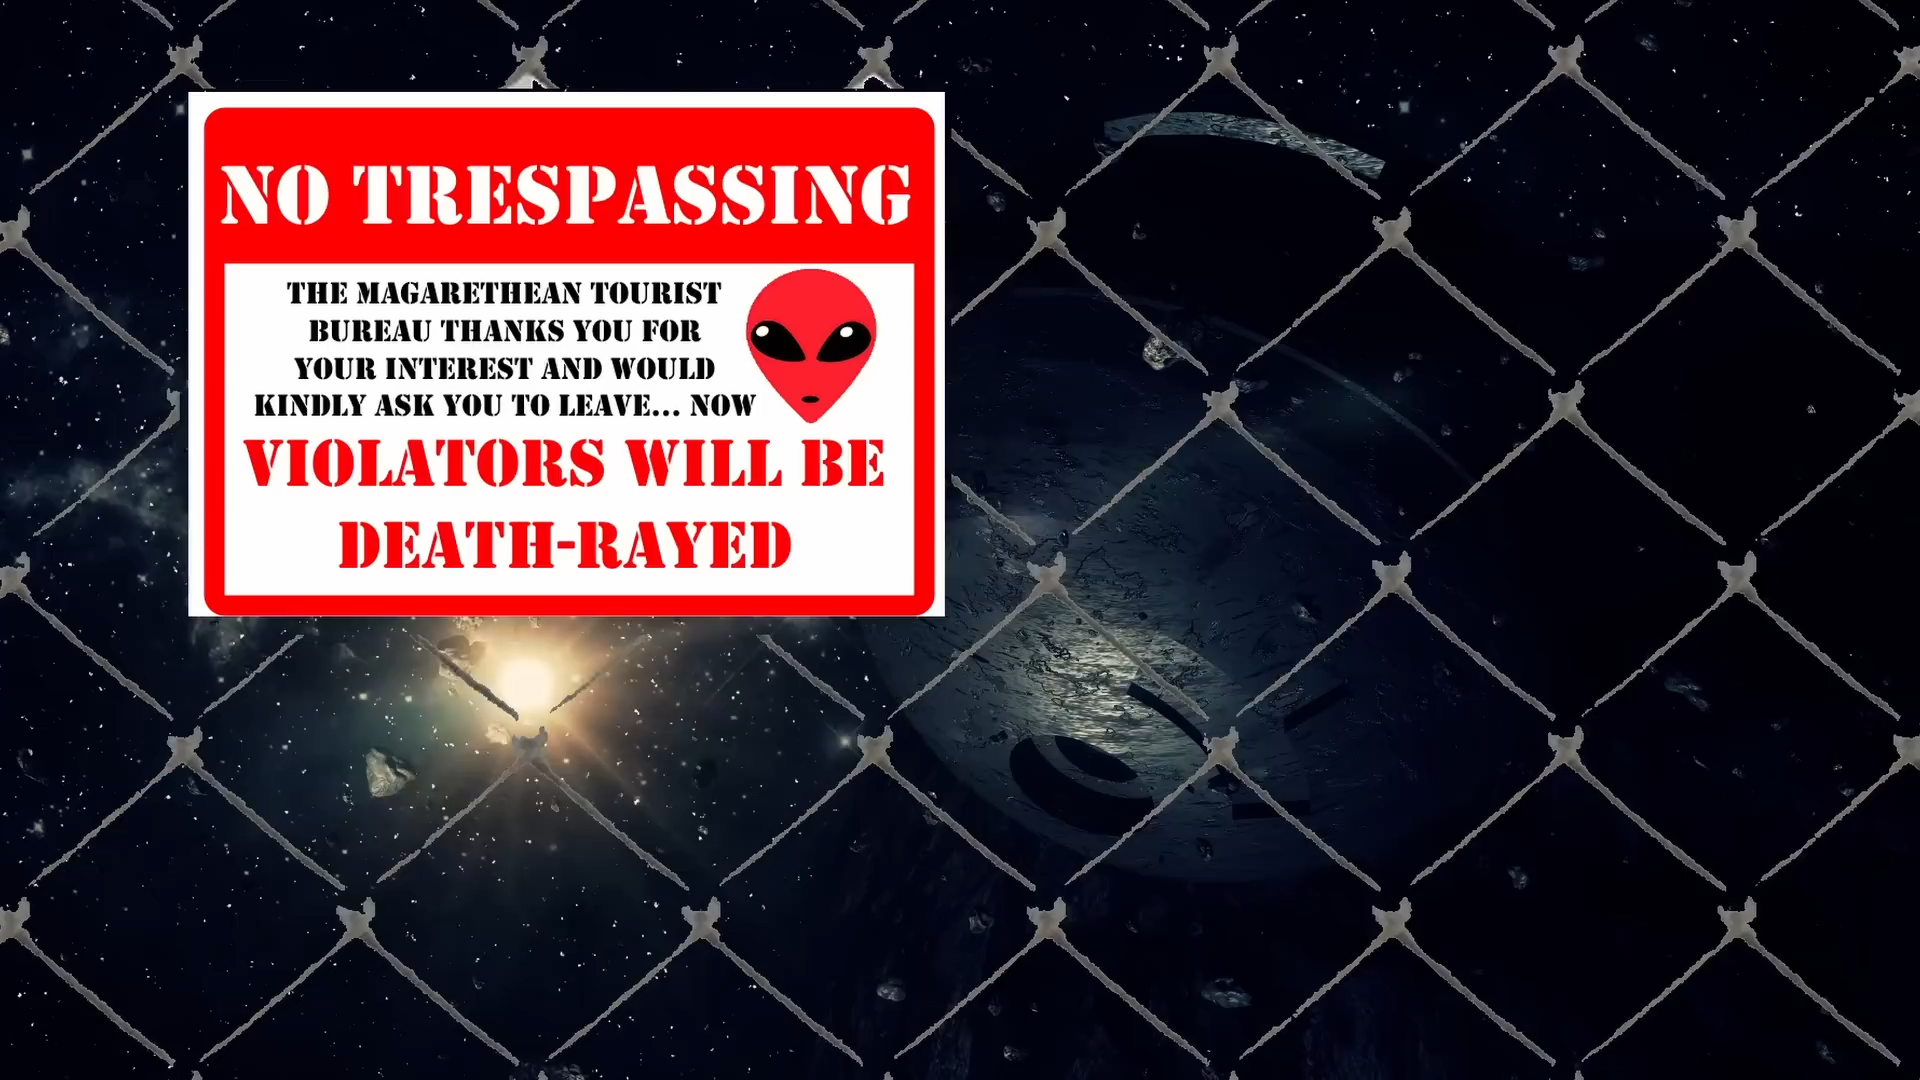 NO TRESPASSING
THE MAGARETHEAN TOURIST
BUREAU THANKS YOU FOR
YOUR INTEREST AND WOULD
KINDLY ASK YOU TO LEAVE... NOW
VIOLATORS WILL BE
DEATH-RAYED